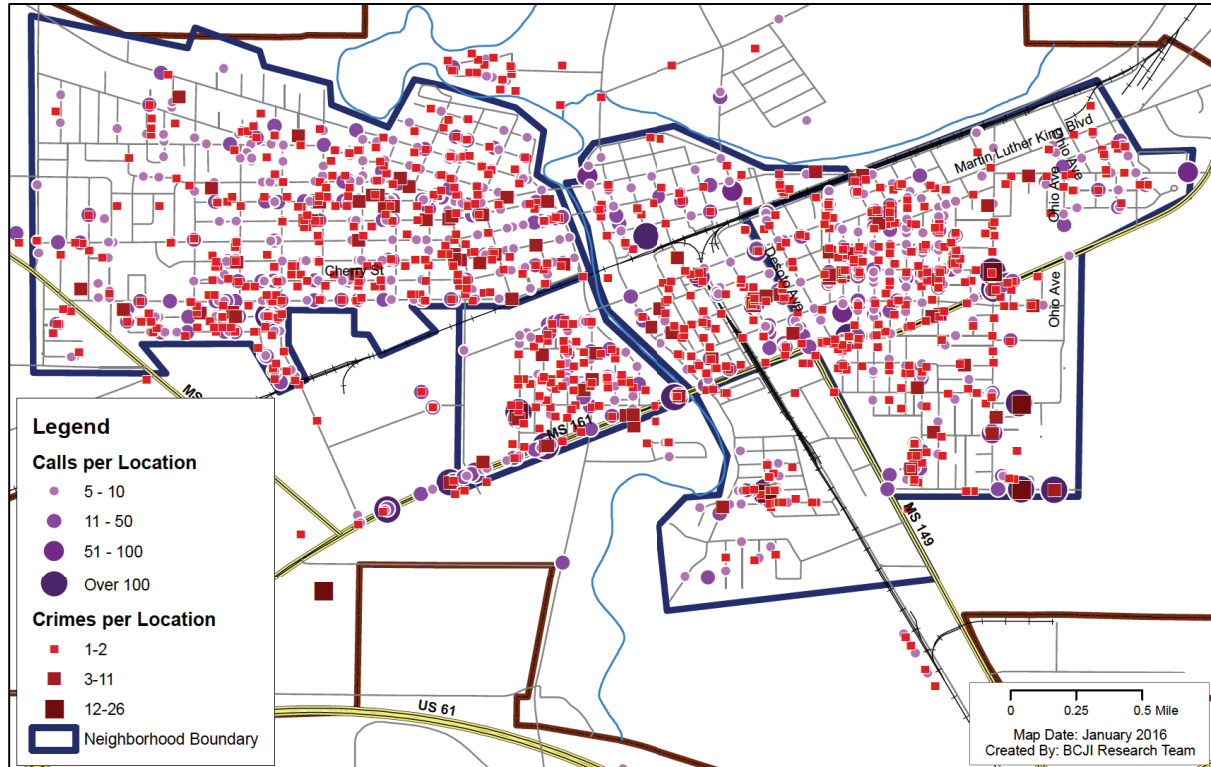 Martin Luther King Blvd
Ohio Ave
Ohio Ave
Cherry St
Desoto Ave
Ohio Ave
MS
MS 161
MS 149
US 61
Legend
Calls per Location
5 - 10
11 - 50
51 - 100
Over 100
Crimes per Location
1-2
3-11
12-26
Neighborhood Boundary
0 0.25 0.5 Mile
Map Date: January 2016
Created By: BCJI Research Team